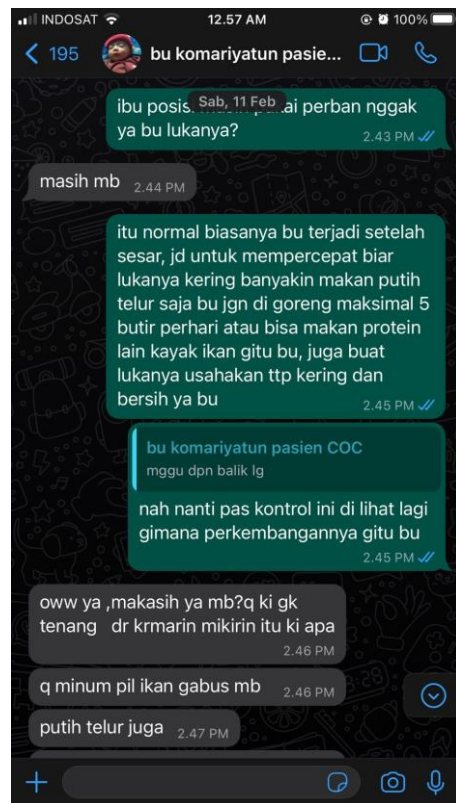 INDOSAT 12.57 AM 100%
195 bu komariyatun pasie...
Sab, 11 Feb
ibu posisi masih pakai perban nggak
ya bu lukanya?
2.43 PM
masih mb 2.44 PM
itu normal biasanya bu terjadi setelah
sesar, jd untuk mempercepat biar
lukanya kering banyakin makan putih
telur saja bu jgn di goreng maksimal 5
butir perhari atau bisa makan protein
lain kayak ikan gitu bu, juga buat
lukanya usahakan ttp kering dan
bersih ya bu
2.45 PM
bu komariyatun pasien COC
mggu dpn balik lg
nah nanti pas kontrol ini di lihat lagi
gimana perkembangannya gitu bu
2.45 PM
oww ya ,makasih ya mb?q ki gk
tenang dr krmarin mikirin itu ki apa
2.46 PM
q minum pil ikan gabus mb 2.46 PM
putih telur juga 2.47 PM